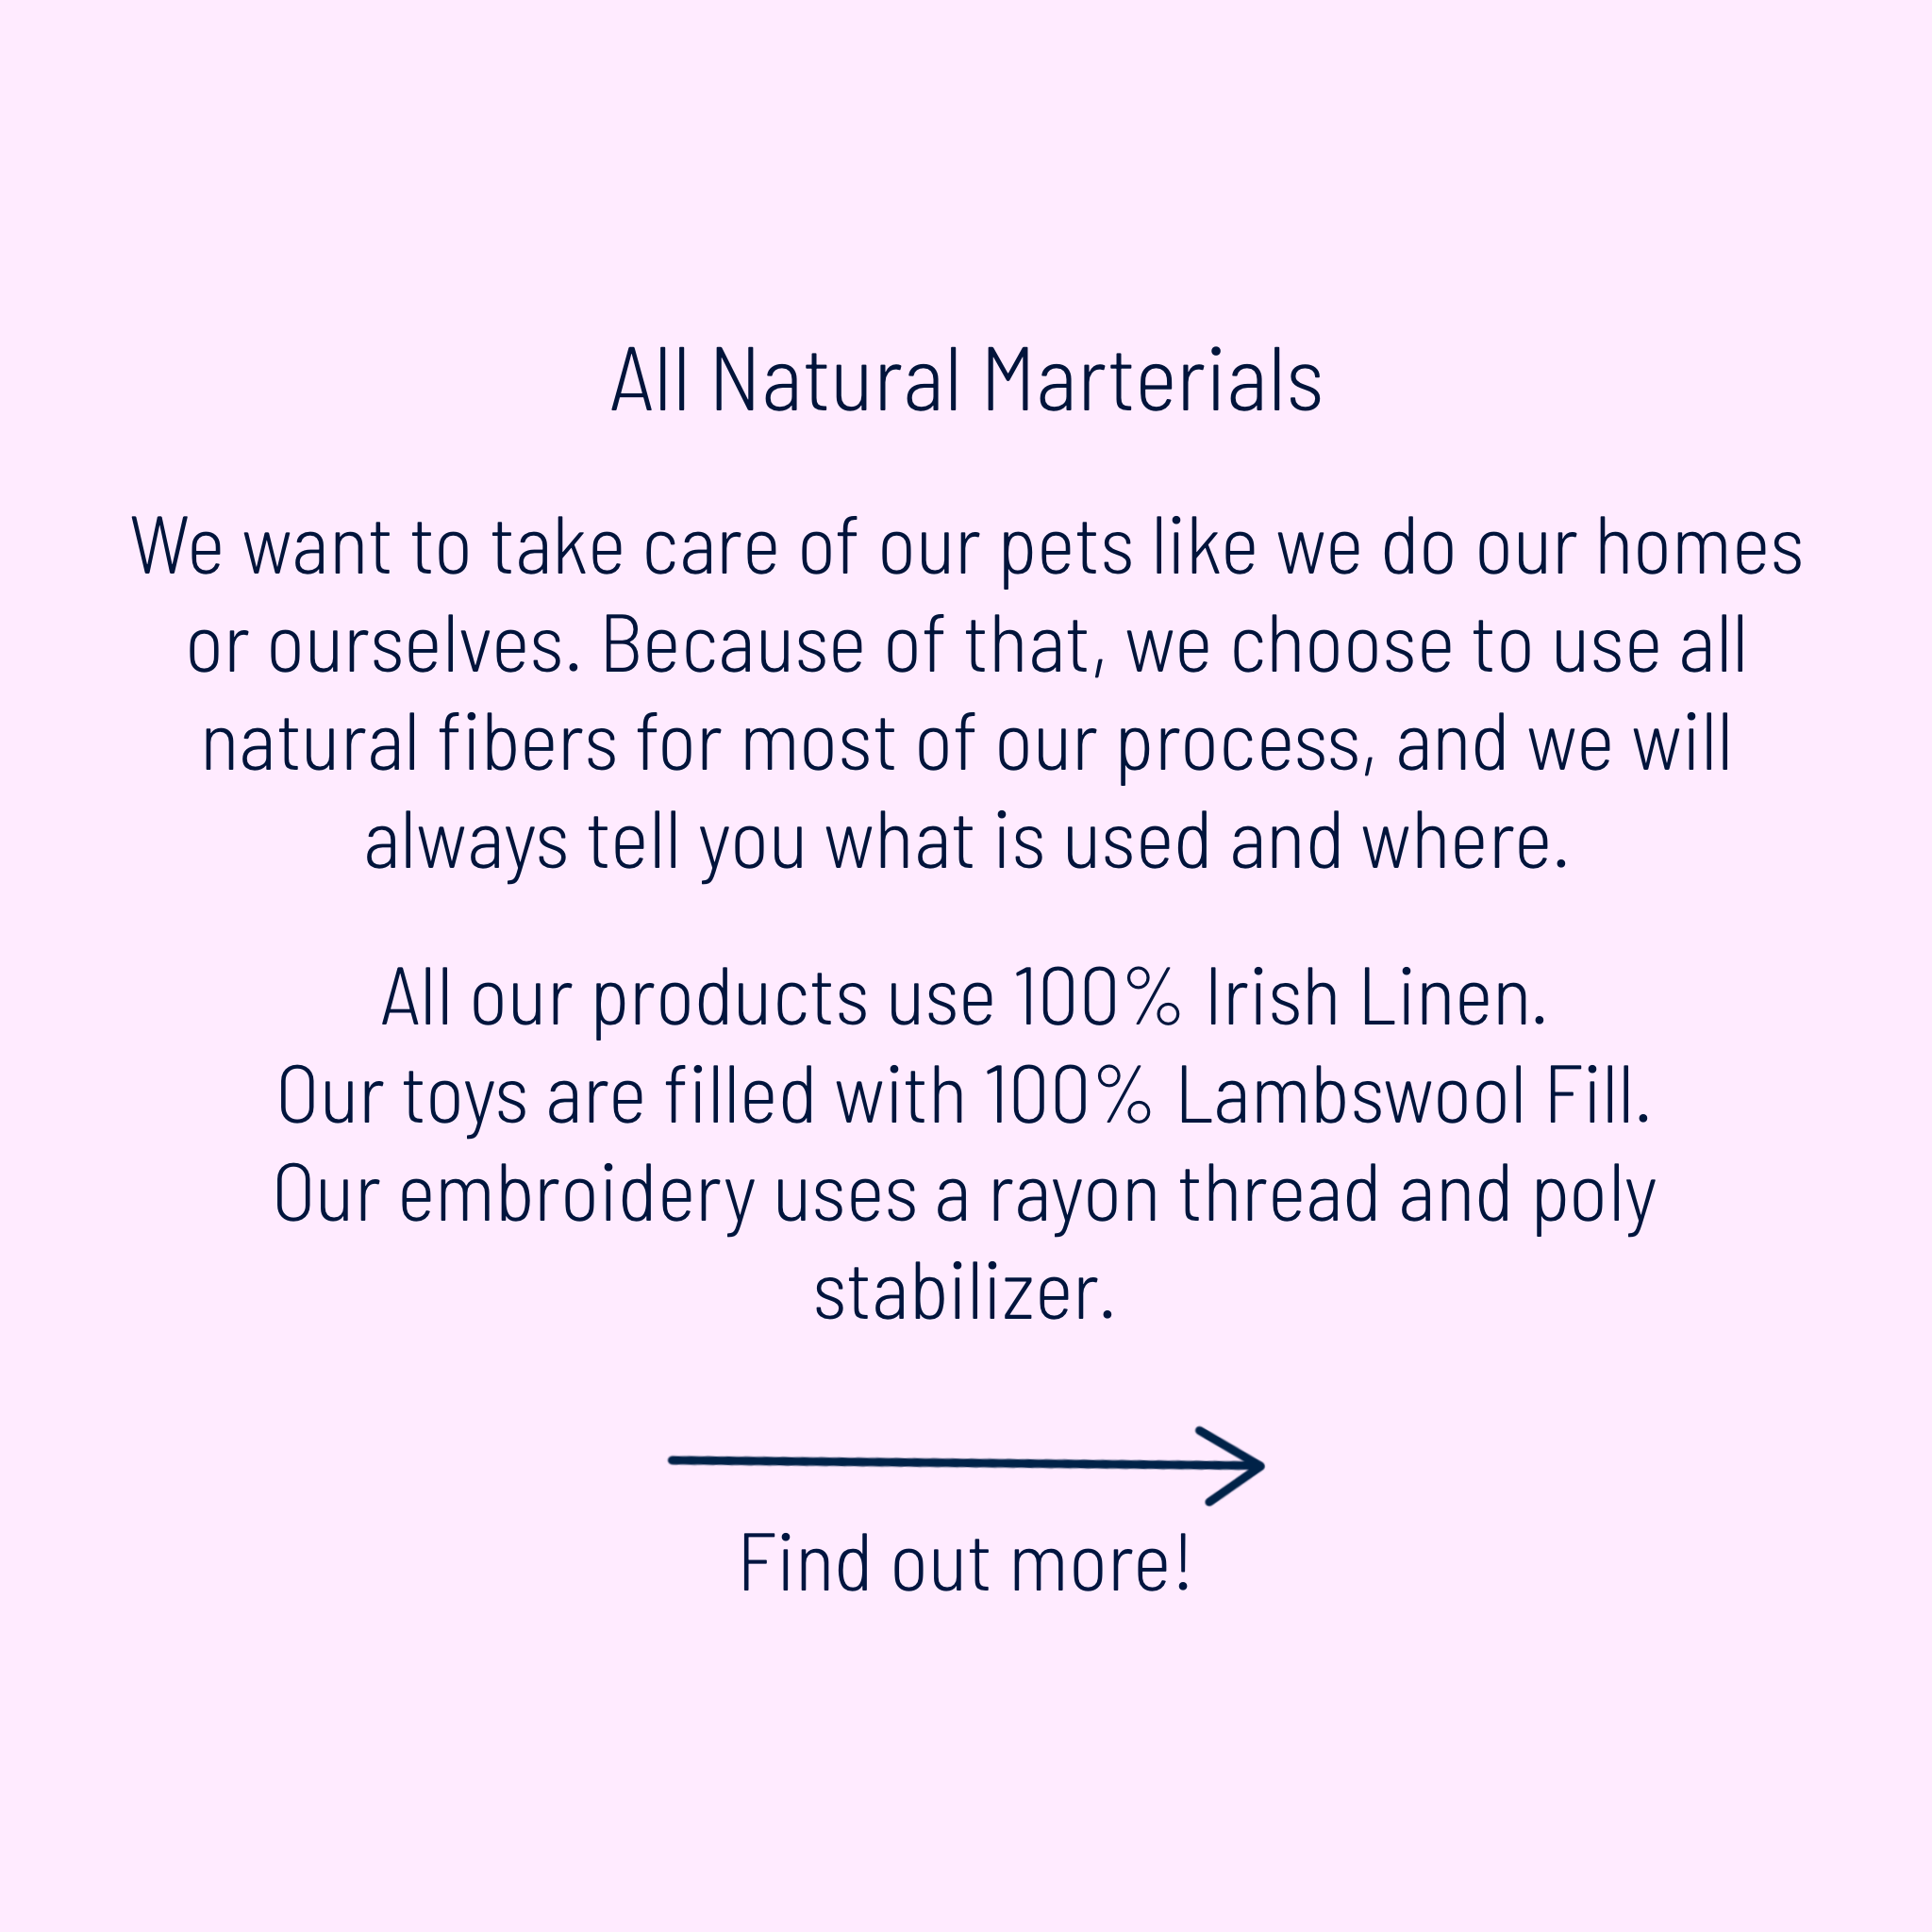 All Natural Marterials
We want to take care of our pets like we do our homes
or ourselves. Because of that, we choose to use all
natural fibers for most of our process, and we will
always tell you what is used and where.
All our products use 100% Irish Linen.
Our toys are filled with 100% Lambswool Fill.
Our embroidery uses a rayon thread and poly
stabilizer.
Find out more!